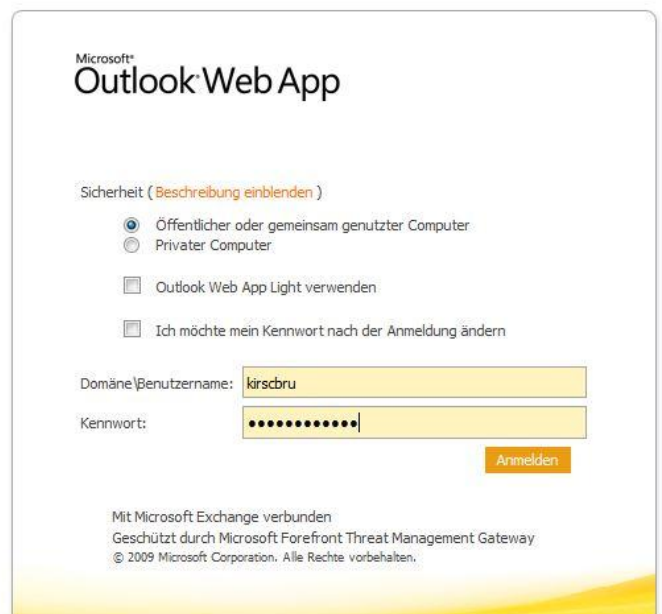 Microsoft®
Outlook Web App
Sicherheit ( Beschreibung einblenden )
Öffentlicher oder gemeinsam genutzter Computer
Privater Computer
Outlook Web App Light verwenden
Ich möchte mein Kennwort nach der Anmeldung ändern
Domäne\Benutzername: kirscbru
Kennwort: ●●●●●●●●●●●●
Anmelden
Mit Microsoft Exchange verbunden
Geschützt durch Microsoft Forefront Threat Management Gateway
© 2009 Microsoft Corporation. Alle Rechte vorbehalten.